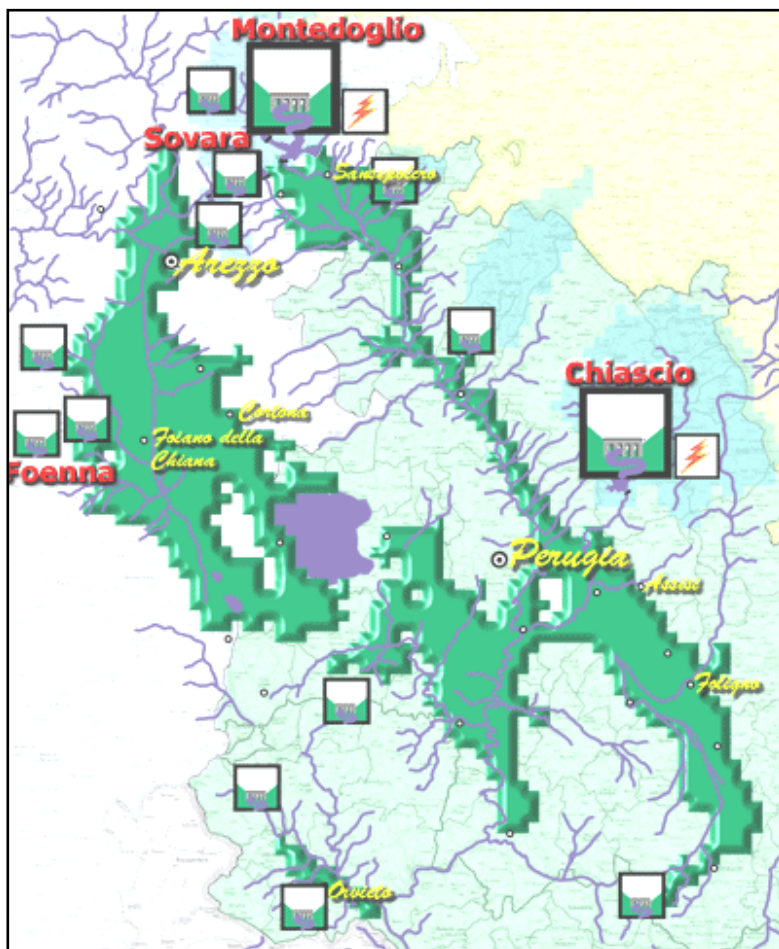 Montedoglio
Sovara
Sansepolcro
Arezzo
Chiascio
Cortona
Foiano della
Chiana
Foenna
Perugia
Assisi
Foligno
Orvieto